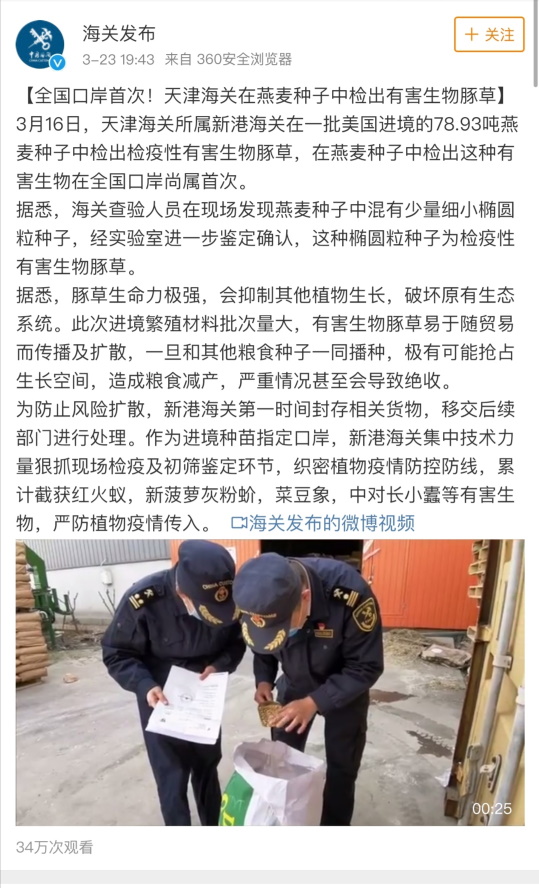 海关发布
+ 关注
3-23 19:43 来自 360安全浏览器
【全国口岸首次！天津海关在燕麦种子中检出有害生物豚草】
3月16日，天津海关所属新港海关在一批美国进境的78.93吨燕
麦种子中检出检疫性有害生物豚草，在燕麦种子中检出这种有
害生物在全国口岸尚属首次。
据悉，海关查验人员在现场发现燕麦种子中混有少量细小椭圆
粒种子，经实验室进一步鉴定确认，这种椭圆粒种子为检疫性
有害生物豚草。
据悉，豚草生命力极强，会抑制其他植物生长，破坏原有生态
系统。此次进境繁殖材料批次量大，有害生物豚草易于随贸易
而传播及扩散，一旦和其他粮食种子一同播种，极有可能抢占
生长空间，造成粮食减产，严重情况甚至会导致绝收。
为防止风险扩散，新港海关第一时间封存相关货物，移交后续
部门进行处理。作为进境种苗指定口岸，新港海关集中技术力
量狠抓现场检疫及初筛鉴定环节，织密植物疫情防控防线，累
计截获红火蚁，新菠萝灰粉蚧，菜豆象，中对长小蠹等有害生
物，严防植物疫情传入。 海关发布的微博视频
00:25
34万次观看